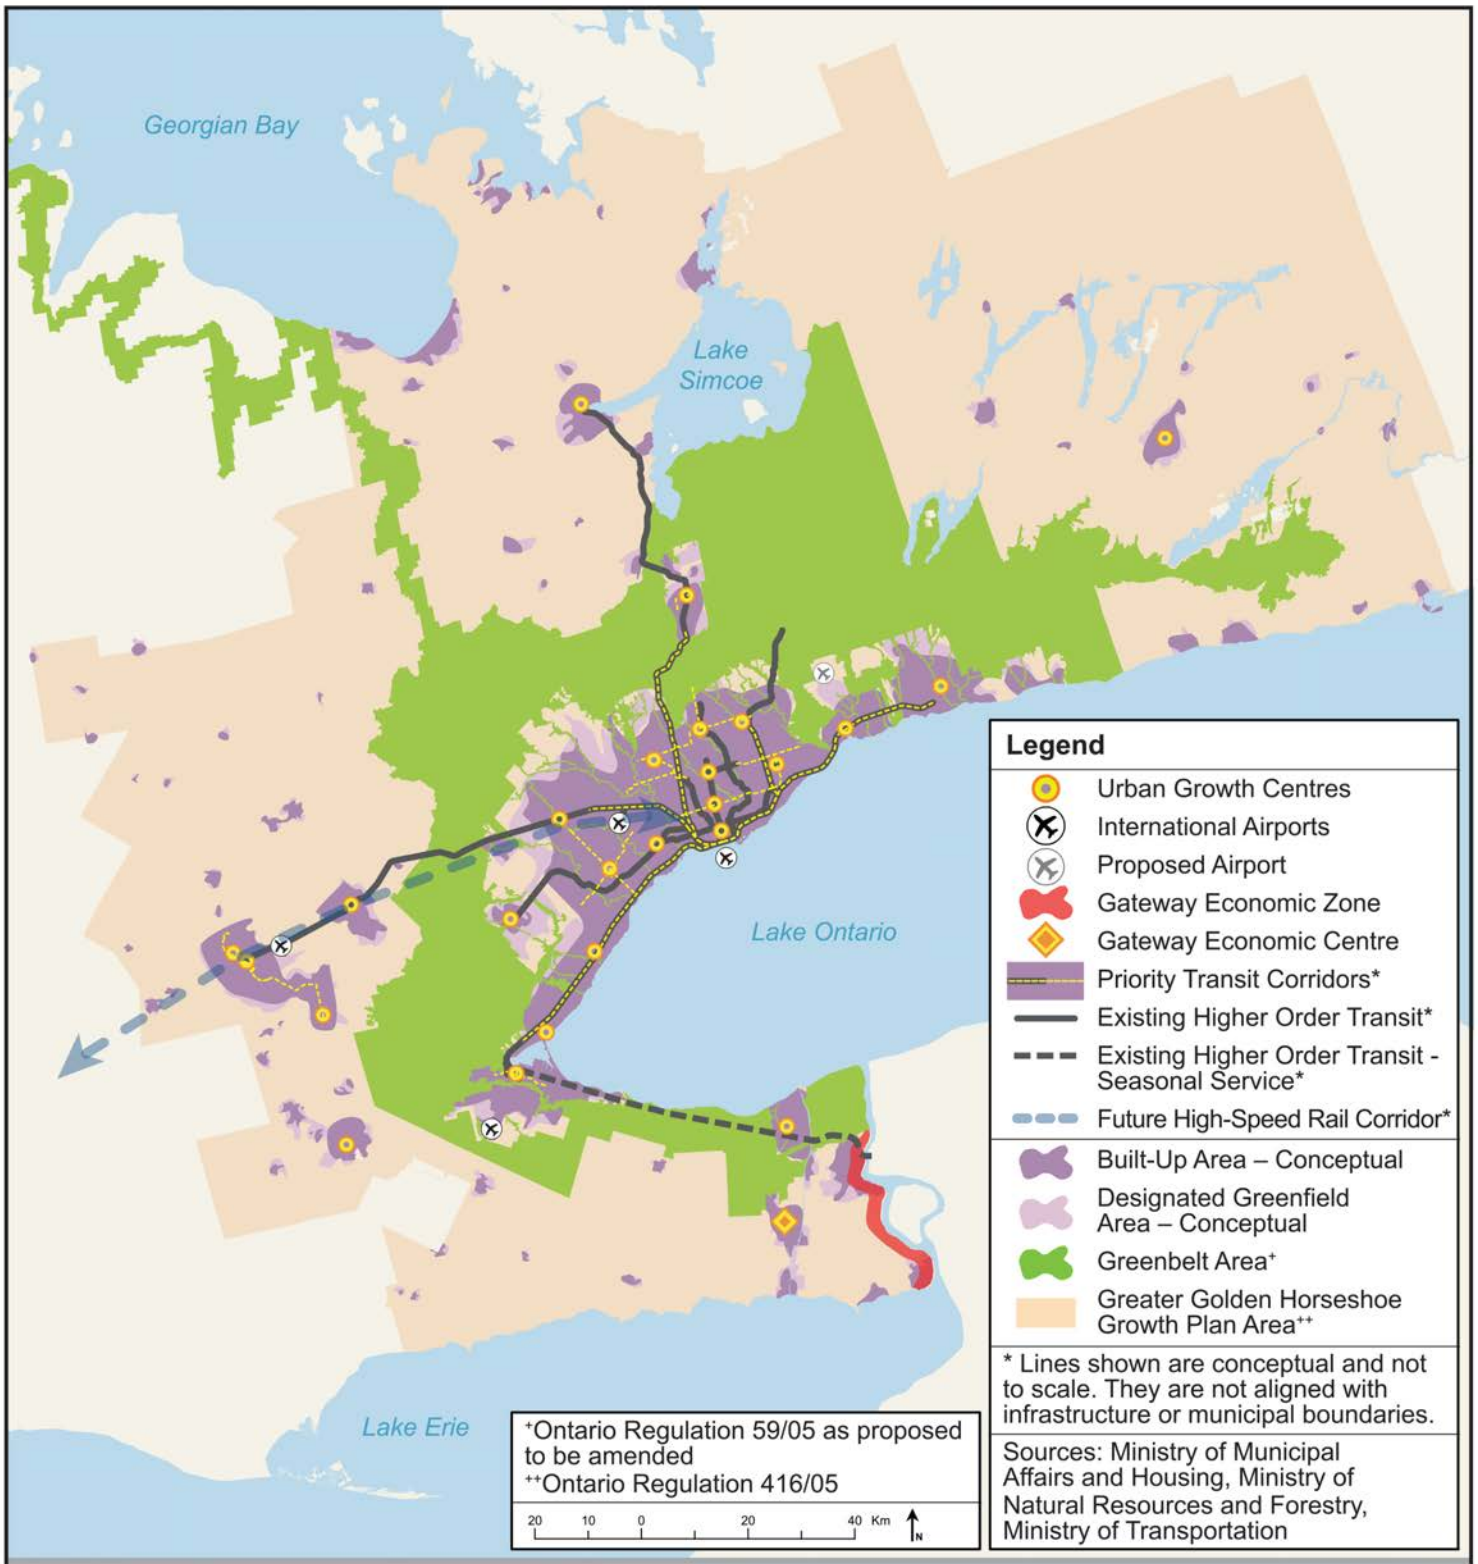 Georgian Bay
Lake
Simcoe
Lake Ontario
Lake Erie
Legend
Urban Growth Centres
International Airports
Proposed Airport
Gateway Economic Zone
Gateway Economic Centre
Priority Transit Corridors*
Existing Higher Order Transit*
Existing Higher Order Transit -
Seasonal Service*
Future High-Speed Rail Corridor*
Built-Up Area – Conceptual
Designated Greenfield
Area – Conceptual
Greenbelt Area+
Greater Golden Horseshoe
Growth Plan Area++
* Lines shown are conceptual and not
to scale. They are not aligned with
infrastructure or municipal boundaries.
Sources: Ministry of Municipal
Affairs and Housing, Ministry of
Natural Resources and Forestry,
Ministry of Transportation
+Ontario Regulation 59/05 as proposed
to be amended
++Ontario Regulation 416/05
20 10 0 20 40 Km
N